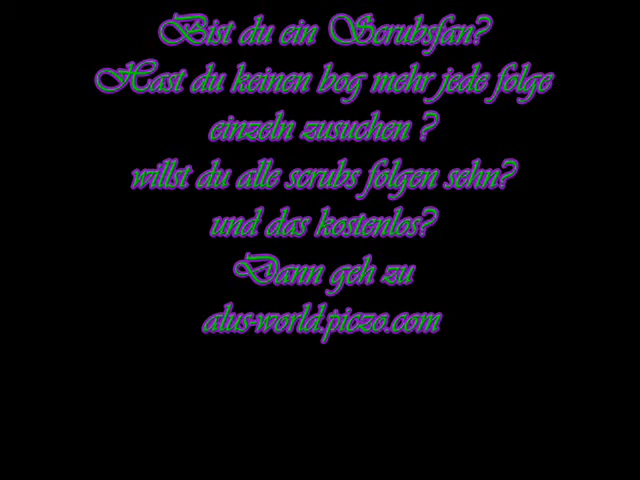 Bist du ein Scrubsfan?
Hast du keinen bog mehr jede folge
einzeln zusuchen ?
willst du alle scrubs folgen sehn?
und das kostenlos?
Dann geh zu
alus-world.piczo.com